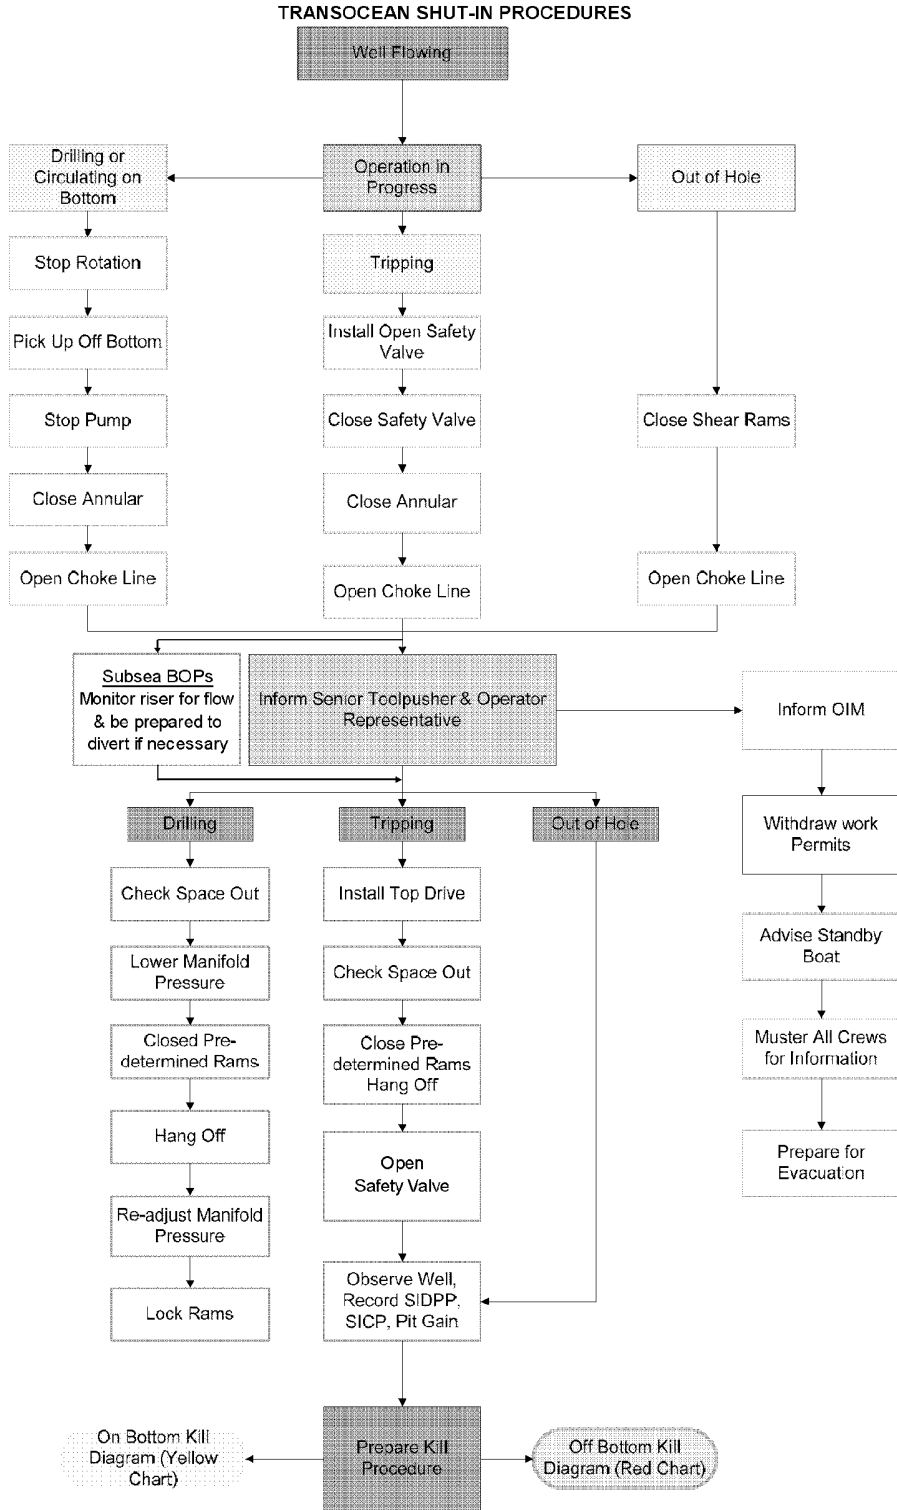 TRANSOCEAN SHUT-IN PROCEDURES
Well Flowing
Drilling or
Circulating on
Bottom
Operation in
Progress
Out of Hole
Stop Rotation
Tripping
Pick Up Off Bottom
Install Open Safety
Valve
Stop Pump
Close Safety Valve
Close Shear Rams
Close Annular
Close Annular
Open Choke Line
Open Choke Line
Open Choke Line
Subsea BOPs
Monitor riser for flow
& be prepared to
divert if necessary
Inform Senior Toolpusher & Operator
Representative
Inform OIM
Drilling
Tripping
Out of Hole
Withdraw work
Permits
Check Space Out
Install Top Drive
Advise Standby
Boat
Lower Manifold
Pressure
Check Space Out
Closed Pre-
determined Rams
Close Pre-
determined Rams
Hang Off
Muster All Crews
for Information
Hang Off
Open
Safety Valve
Prepare for
Evacuation
Re-adjust Manifold
Pressure
Observe Well,
Record SIDPP,
SICP, Pit Gain
Lock Rams
On Bottom Kill
Diagram (Yellow
Chart)
Prepare Kill
Procedure
Off Bottom Kill
Diagram (Red Chart)